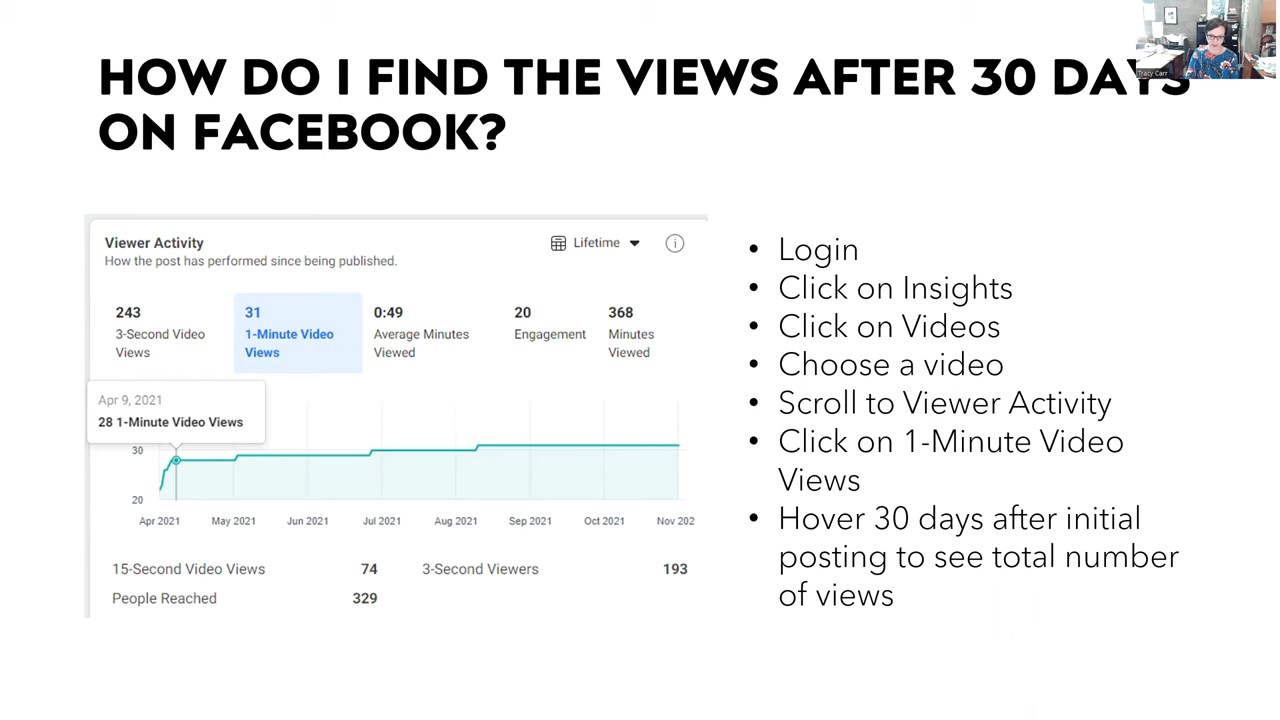 HOW DO I FIND THE VIEWS AFTER 30 DAYS
ON FACEBOOK?
Tracy Carr
Viewer Activity
Lifetime
How the post has performed since being published.
243
3-Second Video
Views
31
1-Minute Video
Views
0:49
Average Minutes
Viewed
20
Engagement
368
Minutes
Viewed
Apr 9, 2021
28 1-Minute Video Views
30
20
Apr 2021 May 2021 Jun 2021 Jul 2021 Aug 2021 Sep 2021 Oct 2021 Nov 202
15-Second Video Views 74
3-Second Viewers 193
People Reached 329
• Login
• Click on Insights
• Click on Videos
• Choose a video
• Scroll to Viewer Activity
• Click on 1-Minute Video
Views
• Hover 30 days after initial
posting to see total number
of views